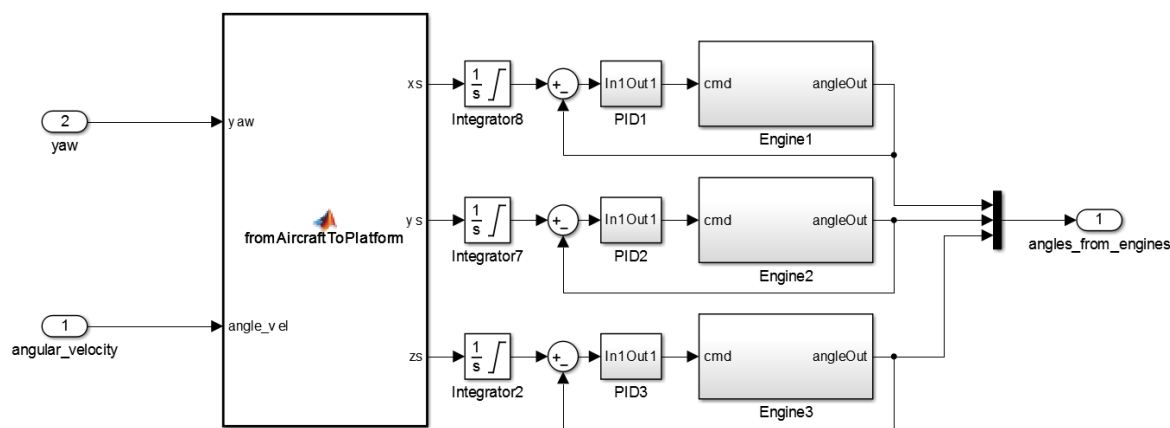 2
yaw
1
angular_velocity
yaw
angle_vel
fromAircraftToPlatform
xs
ys
zs
1
s
Integrator8
+
−
In1Out1
PID1
cmd
angleOut
Engine1
1
s
Integrator7
+
−
In1Out1
PID2
cmd
angleOut
Engine2
1
s
Integrator2
+
−
In1Out1
PID3
cmd
angleOut
Engine3
1
angles_from_engines